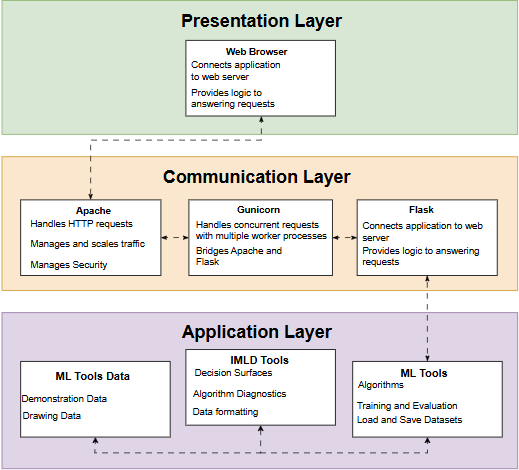 Presentation Layer
Web Browser
Connects application
to web server
Provides logic to
answering requests
Communication Layer
Apache
Handles HTTP requests
Manages and scales traffic
Manages Security
Gunicorn
Handles concurrent requests
with multiple worker processes
Bridges Apache and
Flask
Flask
Connects application to web
server
Provides logic to answering
requests
Application Layer
ML Tools Data
Demonstration Data
Drawing Data
IMLD Tools
Decision Surfaces
Algorithm Diagnostics
Data formatting
ML Tools
Algorithms
Training and Evaluation
Load and Save Datasets